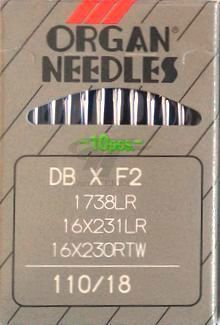 ORGAN®
NEEDLES
-10pcs-
DB X F2
1738LR
16X231LR
16X230RTW
110/18